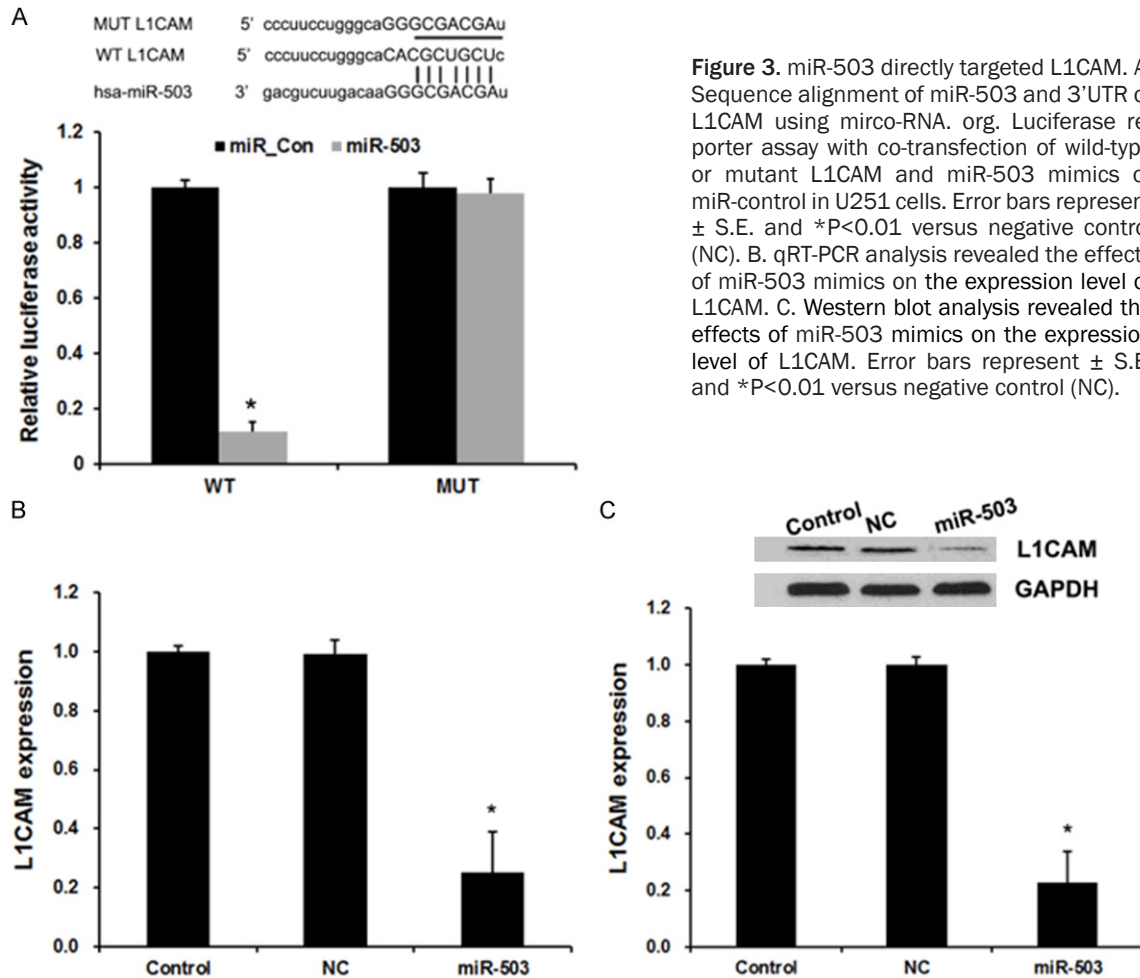 A
MUT L1CAM 5' cccuuccugggcaGGGCGACGAu
WT L1CAM 5' cccuuccugggcaCACGCUGCUc
hsa-miR-503 3' gacgucuugacaaGGGCGACGAu
1.2
1
0.8
0.6
0.4
0.2
0
Relative luciferase activity
miR_Con miR-503
*
WT MUT
Figure 3. miR-503 directly targeted L1CAM. A
Sequence alignment of miR-503 and 3'UTR o
L1CAM using mirco-RNA. org. Luciferase re
porter assay with co-transfection of wild-typ
or mutant L1CAM and miR-503 mimics o
miR-control in U251 cells. Error bars represen
± S.E. and *P<0.01 versus negative contro
(NC). B. qRT-PCR analysis revealed the effect
of miR-503 mimics on the expression level o
L1CAM. C. Western blot analysis revealed th
effects of miR-503 mimics on the expression
level of L1CAM. Error bars represent ± S.E
and *P<0.01 versus negative control (NC).
B
1.2
1.0
0.8
0.6
0.4
0.2
0.0
L1CAM expression
*
Control NC miR-503
C
Control NC miR-503
L1CAM
GAPDH
1.2
1.0
0.8
0.6
0.4
0.2
0.0
L1CAM expression
*
Control NC miR-503